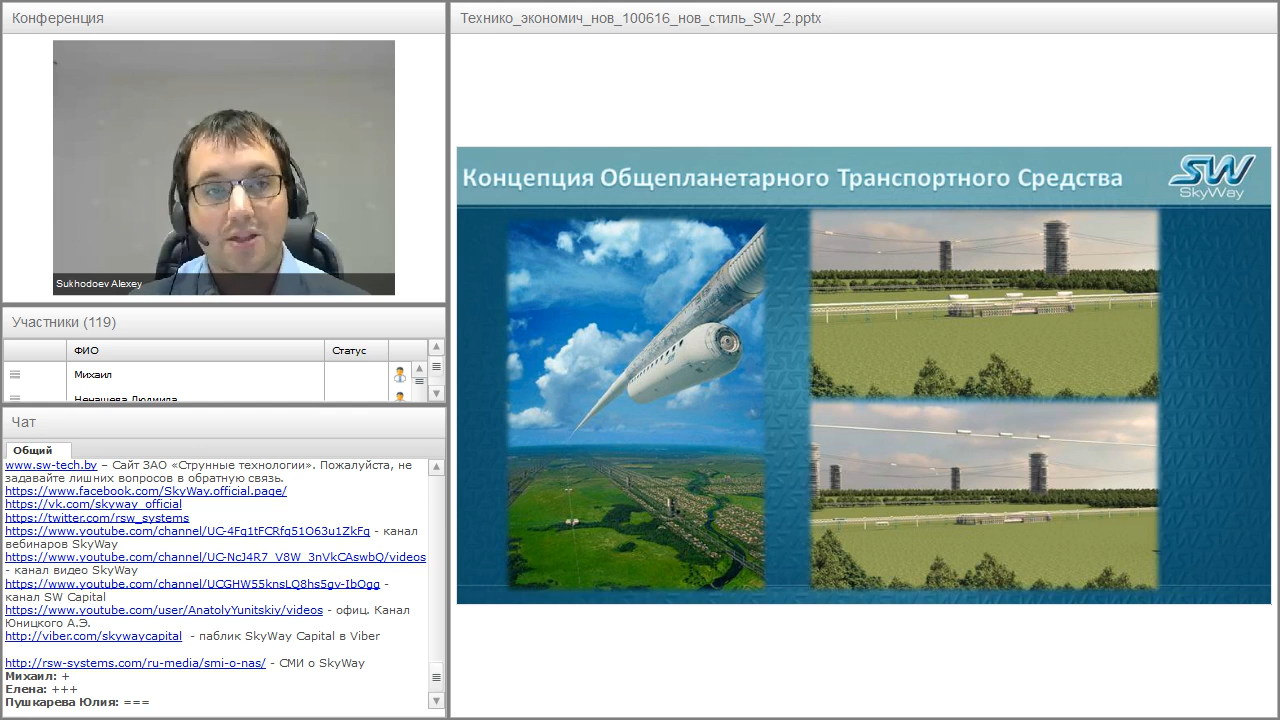 Конференция
Sukhodoev Alexey
Участники (119)
ФИО
Статус
Михаил
Ненашева Людмила
Чат
Общий
www.sw-tech.by – Сайт ЗАО «Струнные технологии». Пожалуйста, не
задавайте лишних вопросов в обратную связь.
https://www.facebook.com/SkyWay.official.page/
https://vk.com/skyway_official
https://twitter.com/rsw_systems
https://www.youtube.com/channel/UC-4Fq1tFCRfq51O63u1ZkFg - канал
вебинаров SkyWay
https://www.youtube.com/channel/UC-NcJ4R7_V8W_3nVkCAswbQ/videos
- канал видео SkyWay
https://www.youtube.com/channel/UCGHW55knsLQ8hs5gv-IbOgg -
канал SW Capital
https://www.youtube.com/user/AnatolyYunitskiy/videos - офиц. Канал
Юницкого А.Э.
http://viber.com/skywaycapital - паблик SkyWay Capital в Viber
http://rsw-systems.com/ru-media/smi-o-nas/ - СМИ о SkyWay
Михаил: +
Елена: +++
Пушкарева Юлия: ===
Технико_экономич_нов_100616_нов_стиль_SW_2.pptx
Концепция Общепланетарного Транспортного Средства
SW
SkyWay